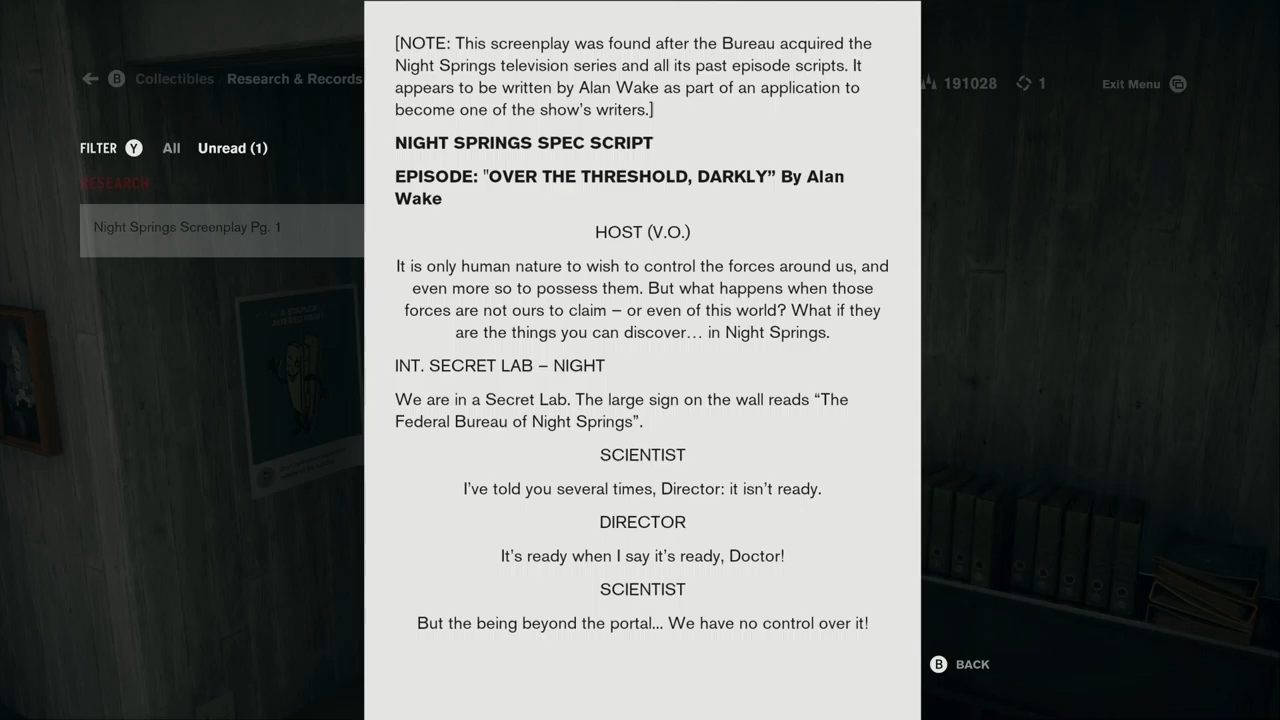 [NOTE: This screenplay was found after the Bureau acquired the
Night Springs television series and all its past episode scripts. It
appears to be written by Alan Wake as part of an application to
become one of the show's writers.]
B Collectibles Research & Records
191028 1 Exit Menu
NIGHT SPRINGS SPEC SCRIPT
FILTER Y All Unread (1)
EPISODE: "OVER THE THRESHOLD, DARKLY” By Alan
Wake
RESEARCH
Night Springs Screenplay Pg. 1
HOST (V.O.)
It is only human nature to wish to control the forces around us, and
even more so to possess them. But what happens when those
forces are not ours to claim – or even of this world? What if they
are the things you can discover… in Night Springs.
INT. SECRET LAB – NIGHT
We are in a Secret Lab. The large sign on the wall reads “The
Federal Bureau of Night Springs”.
SCIENTIST
I’ve told you several times, Director: it isn’t ready.
DIRECTOR
It’s ready when I say it’s ready, Doctor!
SCIENTIST
But the being beyond the portal... We have no control over it!
B BACK